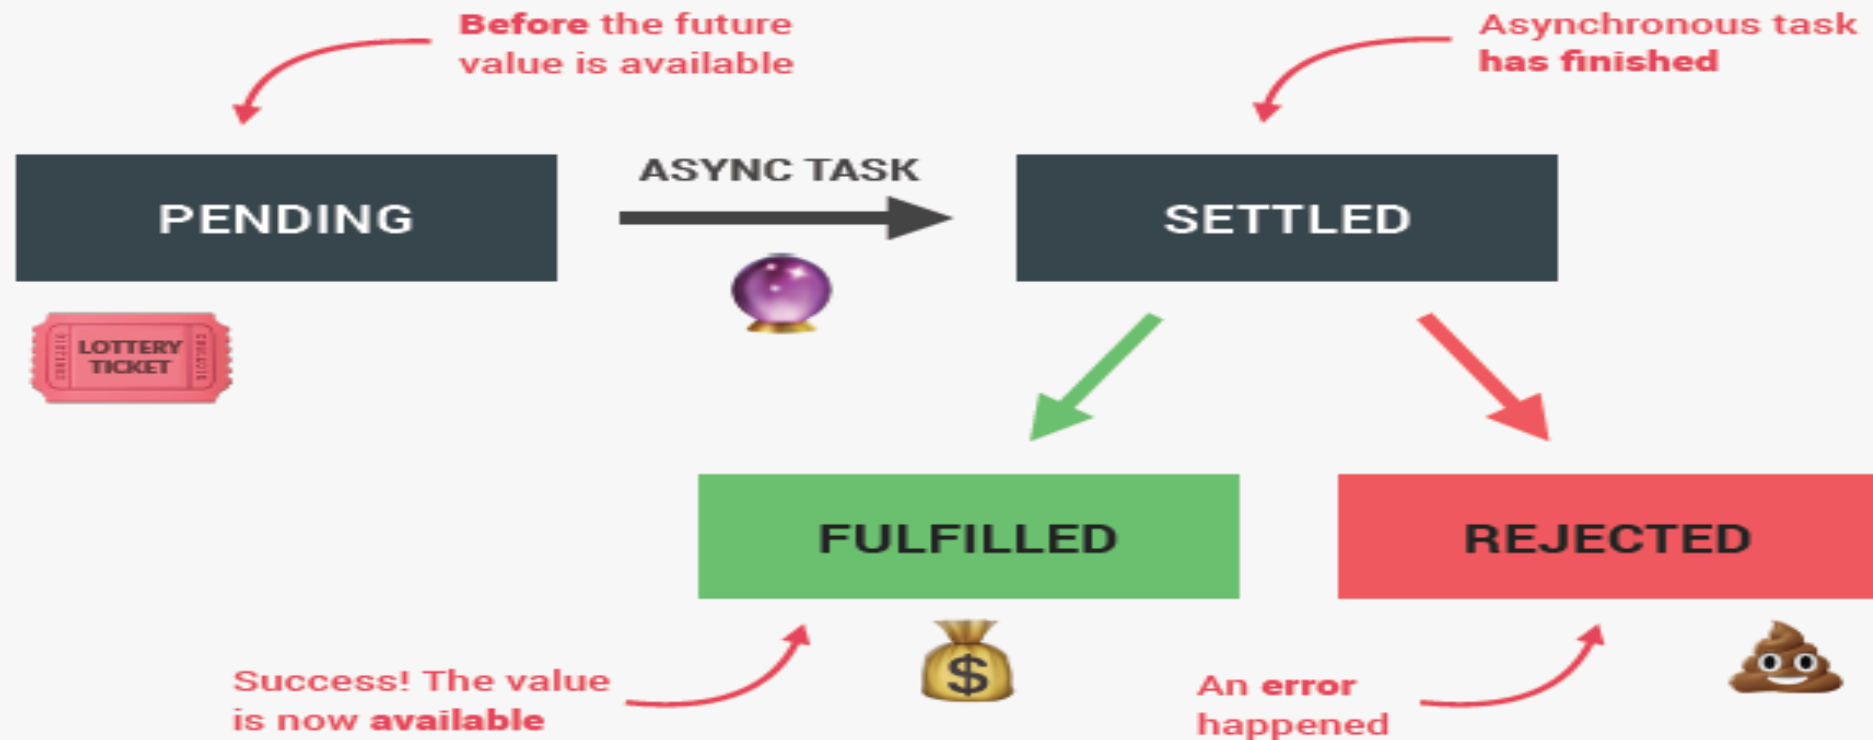 Before the future
value is available
Asynchronous task
has finished
PENDING
ASYNC TASK
SETTLED
LOTTERY
TICKET
FULFILLED
REJECTED
Success! The value
is now available
$
An error
happened